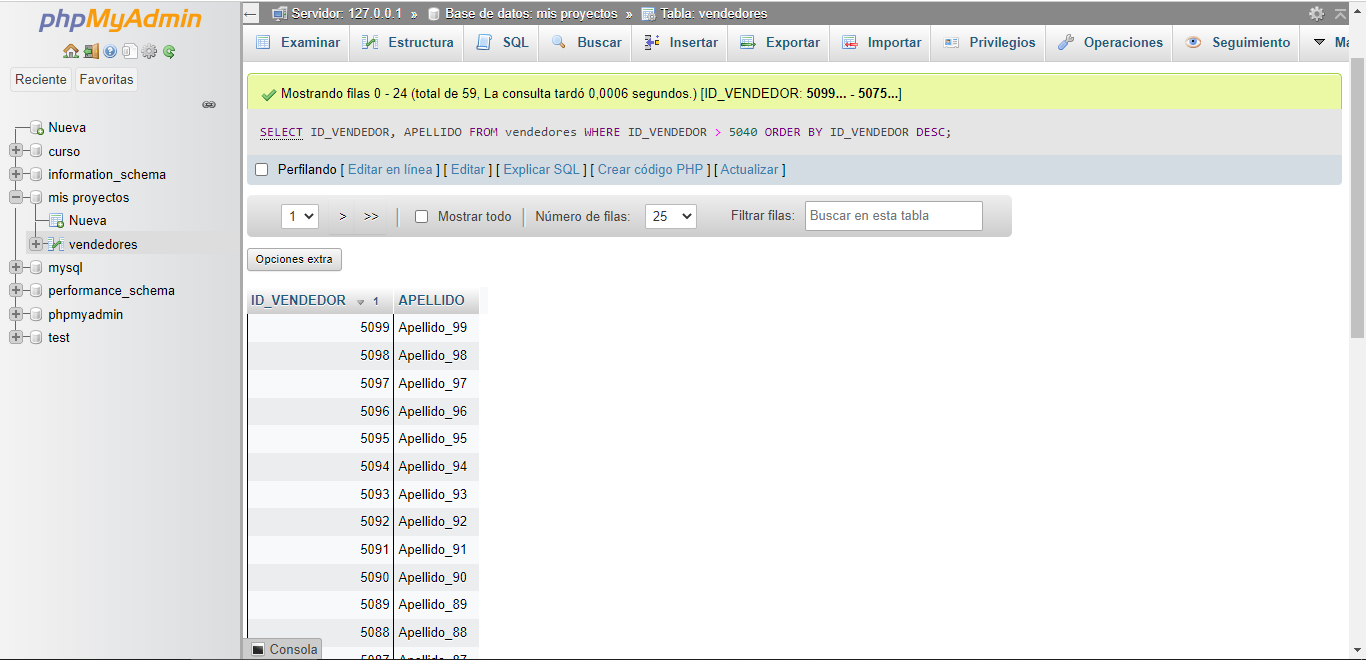 phpMyAdmin
Reciente Favoritas
Nueva
curso
information_schema
mis proyectos
Nueva
vendedores
mysql
performance_schema
phpmyadmin
test
Servidor: 127.0.0.1 » Base de datos: mis proyectos » Tabla: vendedores
Examinar Estructura SQL Buscar Insertar Exportar Importar Privilegios Operaciones Seguimiento
Mostrando filas 0 - 24 (total de 59, La consulta tardó 0,0006 segundos.) [ID_VENDEDOR: 5099... - 5075...]
SELECT ID_VENDEDOR, APELLIDO FROM vendedores WHERE ID_VENDEDOR > 5040 ORDER BY ID_VENDEDOR DESC;
Perfilando [ Editar en línea ] [ Editar ] [ Explicar SQL ] [ Crear código PHP ] [ Actualizar ]
1 > >> Mostrar todo Número de filas: 25 Filtrar filas: Buscar en esta tabla
Opciones extra
ID_VENDEDOR 1 APELLIDO
5099 Apellido_99
5098 Apellido_98
5097 Apellido_97
5096 Apellido_96
5095 Apellido_95
5094 Apellido_94
5093 Apellido_93
5092 Apellido_92
5091 Apellido_91
5090 Apellido_90
5089 Apellido_89
5088 Apellido_88
5087 Apellido_87
Consola